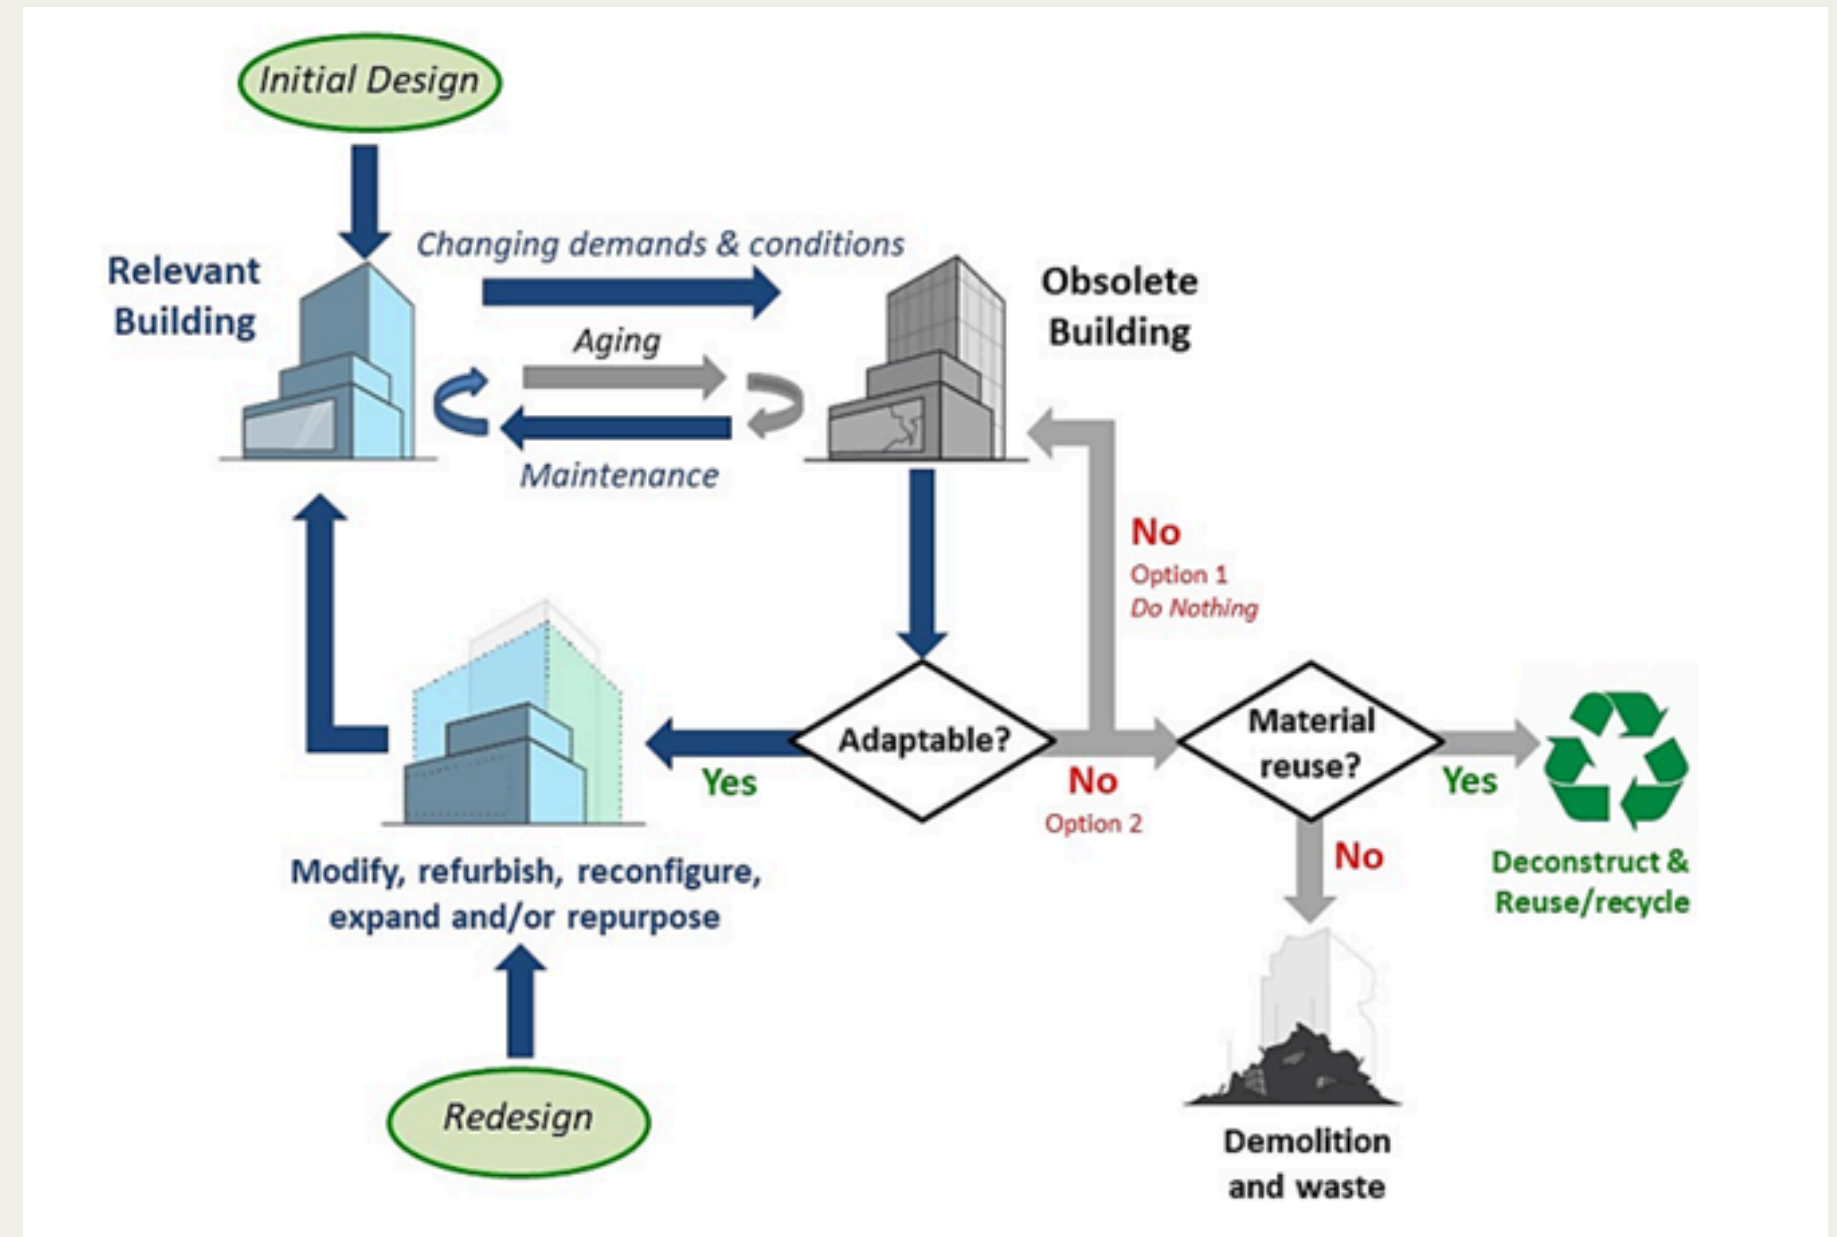 Initial Design
Changing demands & conditions
Relevant
Building
Obsolete
Building
Aging
Maintenance
No
Option 1
Do Nothing
Adaptable?
Material
reuse?
Yes
No
Option 2
Yes
No
Modify, refurbish, reconfigure,
expand and/or repurpose
Deconstruct &
Reuse/recycle
Redesign
Demolition
and waste